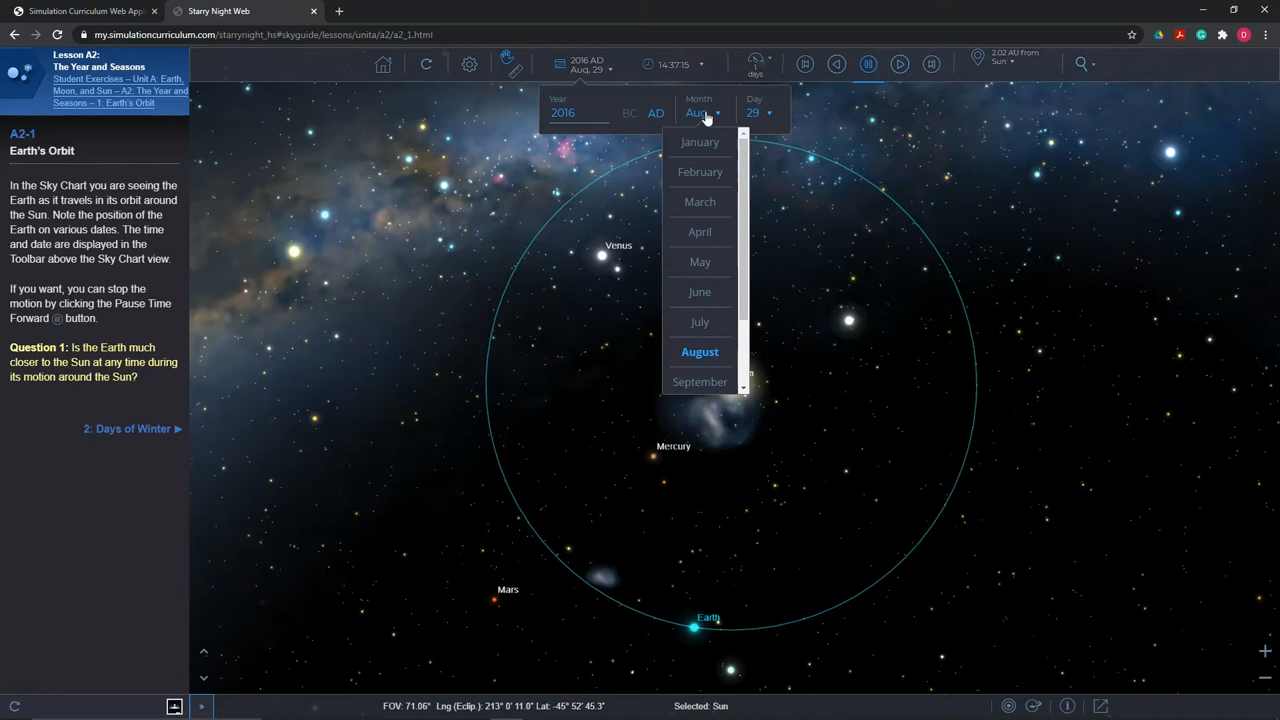 Simulation Curriculum Web Appl
Starry Night Web
my.simulationcurriculum.com/starrynight_hs#skyguide/lessons/unita/a2/a2_1.html
Lesson A2:
The Year and Seasons
Student Exercises – Unit A: Earth,
Moon, and Sun – A2: The Year and
Seasons – 1: Earth's Orbit
2016 AD
Aug, 29
14:37:15
1
days
2.02 AU from
Sun
Year
2016
BC AD
Month
Aug
Day
29
January
February
March
April
May
June
July
August
September
A2-1
Earth's Orbit
In the Sky Chart you are seeing the
Earth as it travels in its orbit around
the Sun. Note the position of the
Earth on various dates. The time
and date are displayed in the
Toolbar above the Sky Chart view.
If you want, you can stop the
motion by clicking the Pause Time
Forward button.
Question 1: Is the Earth much
closer to the Sun at any time during
its motion around the Sun?
2: Days of Winter
Venus
Mercury
Mars
Earth
FOV: 71.06° Lng (Eclip.): 213° 0' 11.0" Lat: -45° 52' 45.3"
Selected: Sun